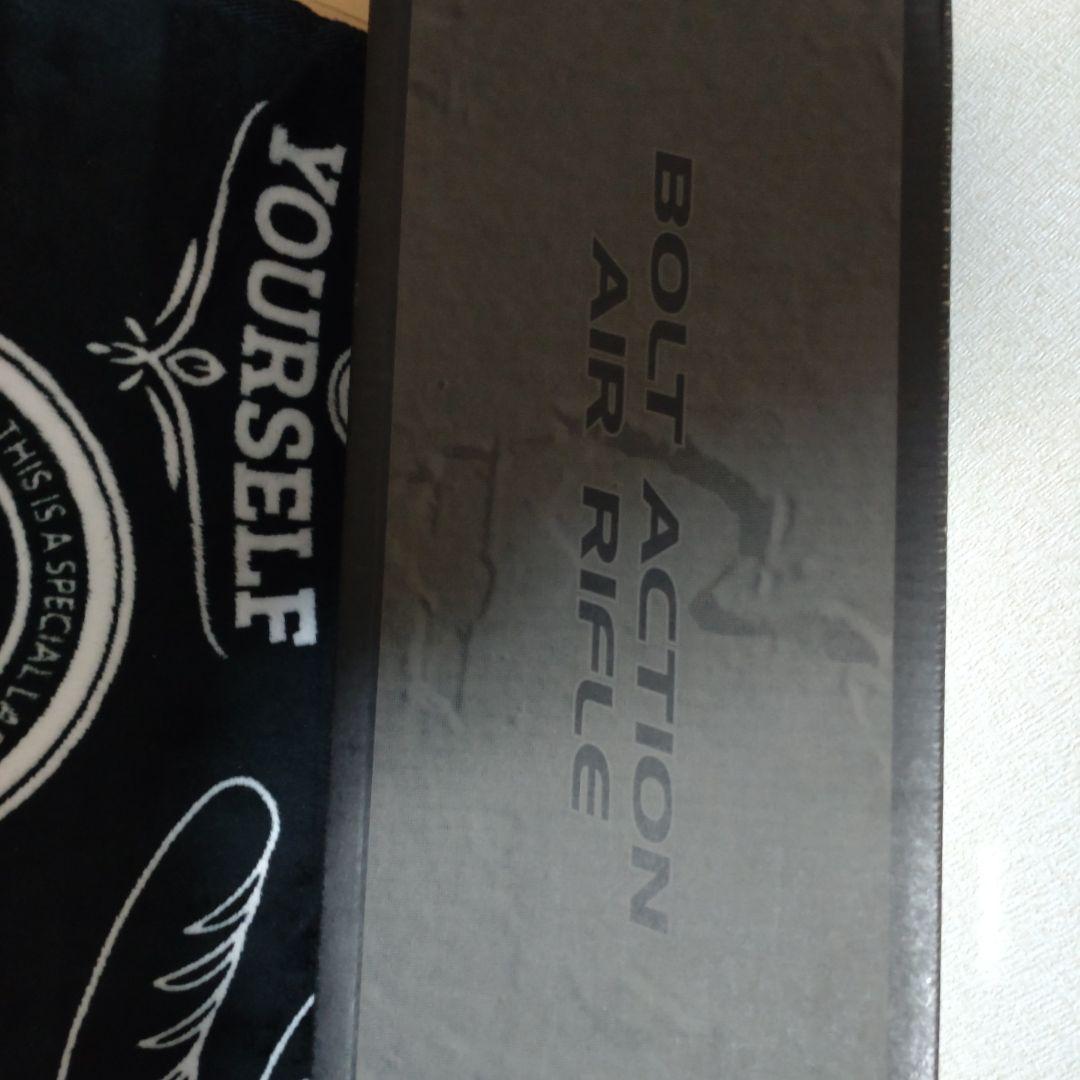 BOLT ACTION
AIR RIFLE
YOURSELF
THIS IS A SPECIAL